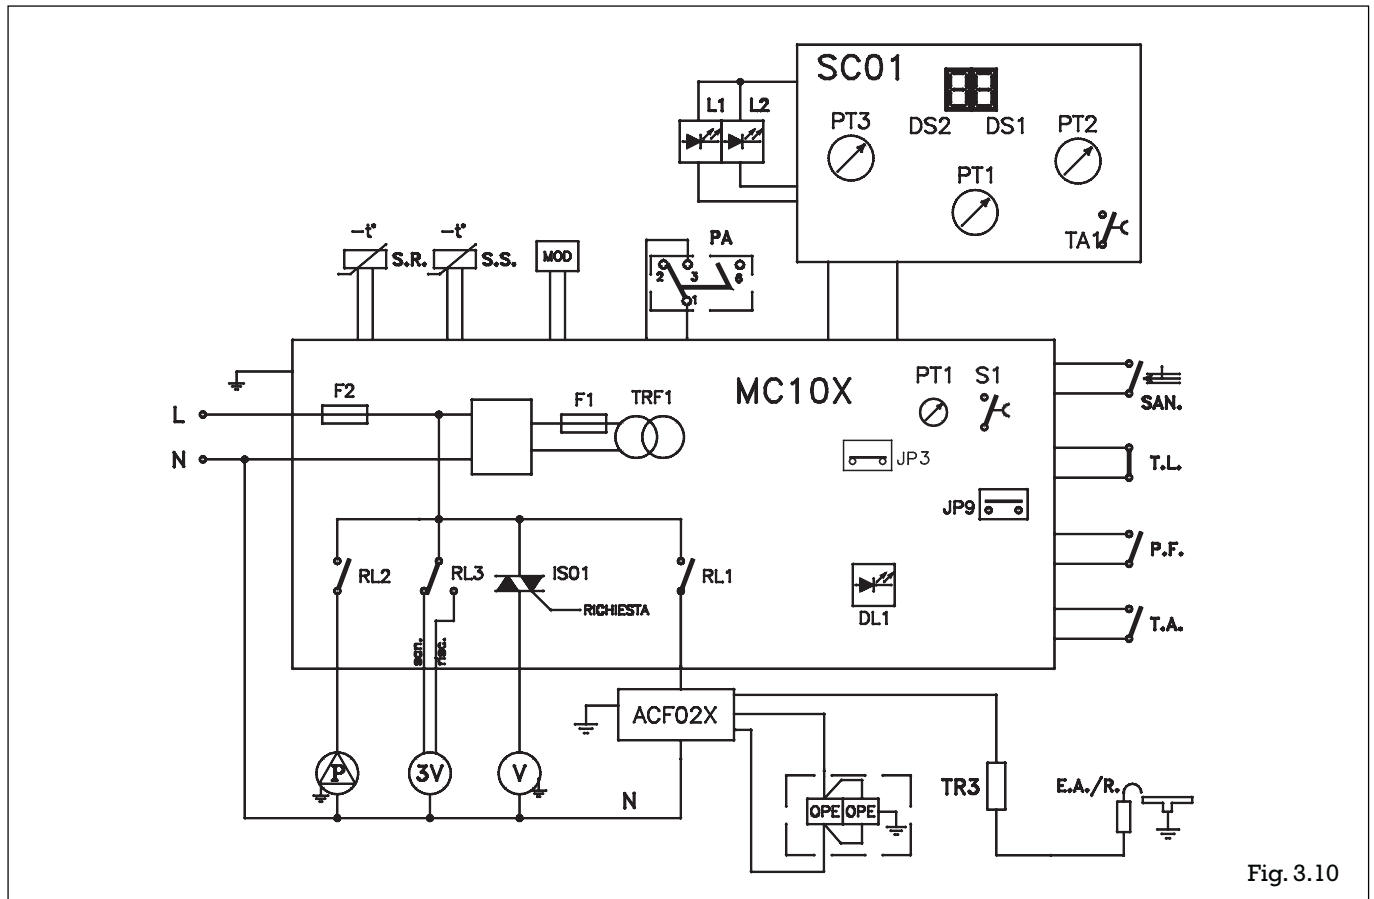 SC01
L1 L2
PT3
DS2 DS1
PT2
PT1
TA1
-t° -t°
S.R. S.S.
MOD
PA
2 3 6
1
MC10X
PT1 S1
F2
F1 TRF1
L
N
SAN.
JP3
T.L.
JP9
P.F.
RL2 RL3 IS01 RL1
RICHIESTA
DL1
T.A.
san. risc.
ACF02X
P 3V V
N
OPE OPE
TR3
E.A./R.
Fig. 3.10